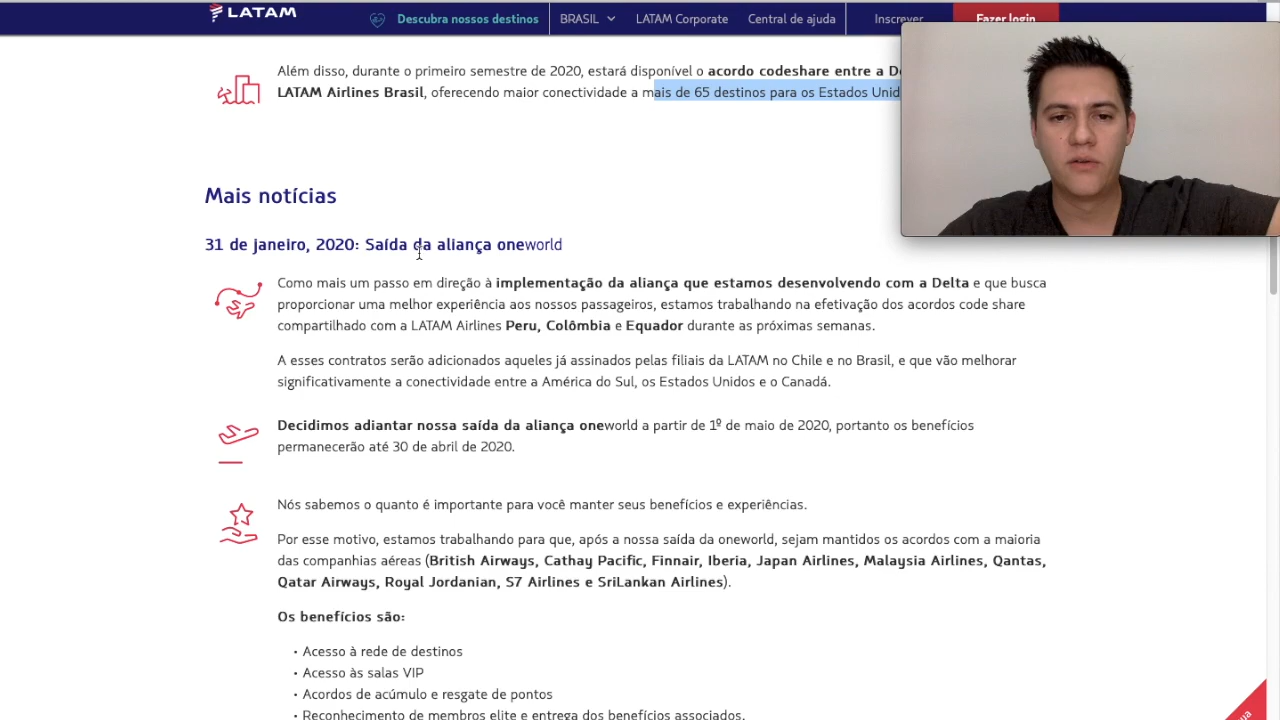 LATAM
Descubra nossos destinos
BRASIL
LATAM Corporate
Central de ajuda
Inscrever
Fazer login
Além disso, durante o primeiro semestre de 2020, estará disponível o acordo codeshare entre a
LATAM Airlines Brasil, oferecendo maior conectividade a mais de 65 destinos para os Estados
Mais notícias
31 de janeiro, 2020: Saída da aliança oneworld
Como mais um passo em direção à implementação da aliança que estamos desenvolvendo com a Delta e que busca
proporcionar uma melhor experiência aos nossos passageiros, estamos trabalhando na efetivação dos acordos code share
compartilhado com a LATAM Airlines Peru, Colômbia e Equador durante as próximas semanas.
A esses contratos serão adicionados aqueles já assinados pelas filiais da LATAM no Chile e no Brasil, e que vão melhorar
significativamente a conectividade entre a América do Sul, os Estados Unidos e o Canadá.
Decidimos adiantar nossa saída da aliança oneworld a partir de 1º de maio de 2020, portanto os benefícios
permanecerão até 30 de abril de 2020.
Nós sabemos o quanto é importante para você manter seus benefícios e experiências.
Por esse motivo, estamos trabalhando para que, após a nossa saída da oneworld, sejam mantidos os acordos com a maioria
das companhias aéreas (British Airways, Cathay Pacific, Finnair, Iberia, Japan Airlines, Malaysia Airlines, Qantas,
Qatar Airways, Royal Jordanian, S7 Airlines e SriLankan Airlines).
Os benefícios são:
• Acesso à rede de destinos
• Acesso às salas VIP
• Acordos de acúmulo e resgate de pontos
• Reconhecimento de membros elite e entrega dos benefícios associados.